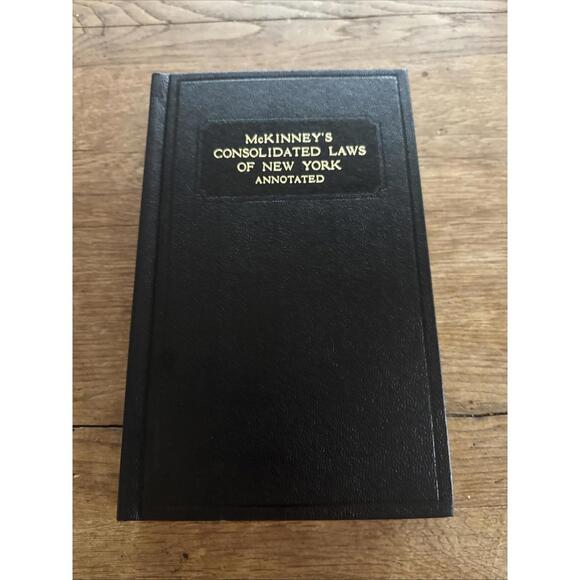 McKINNEY'S
CONSOLIDATED LAWS
OF NEW YORK
ANNOTATED